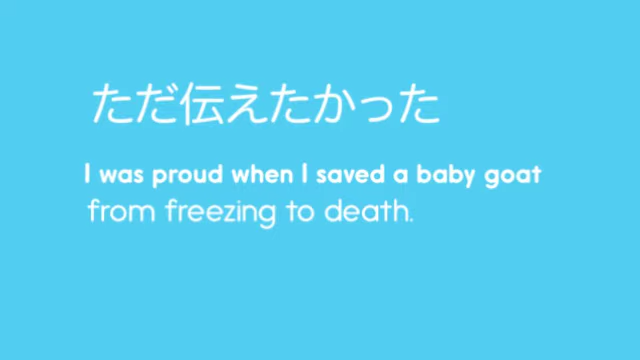 ただ伝えたかった
I was proud when I saved a baby goat
from freezing to death.